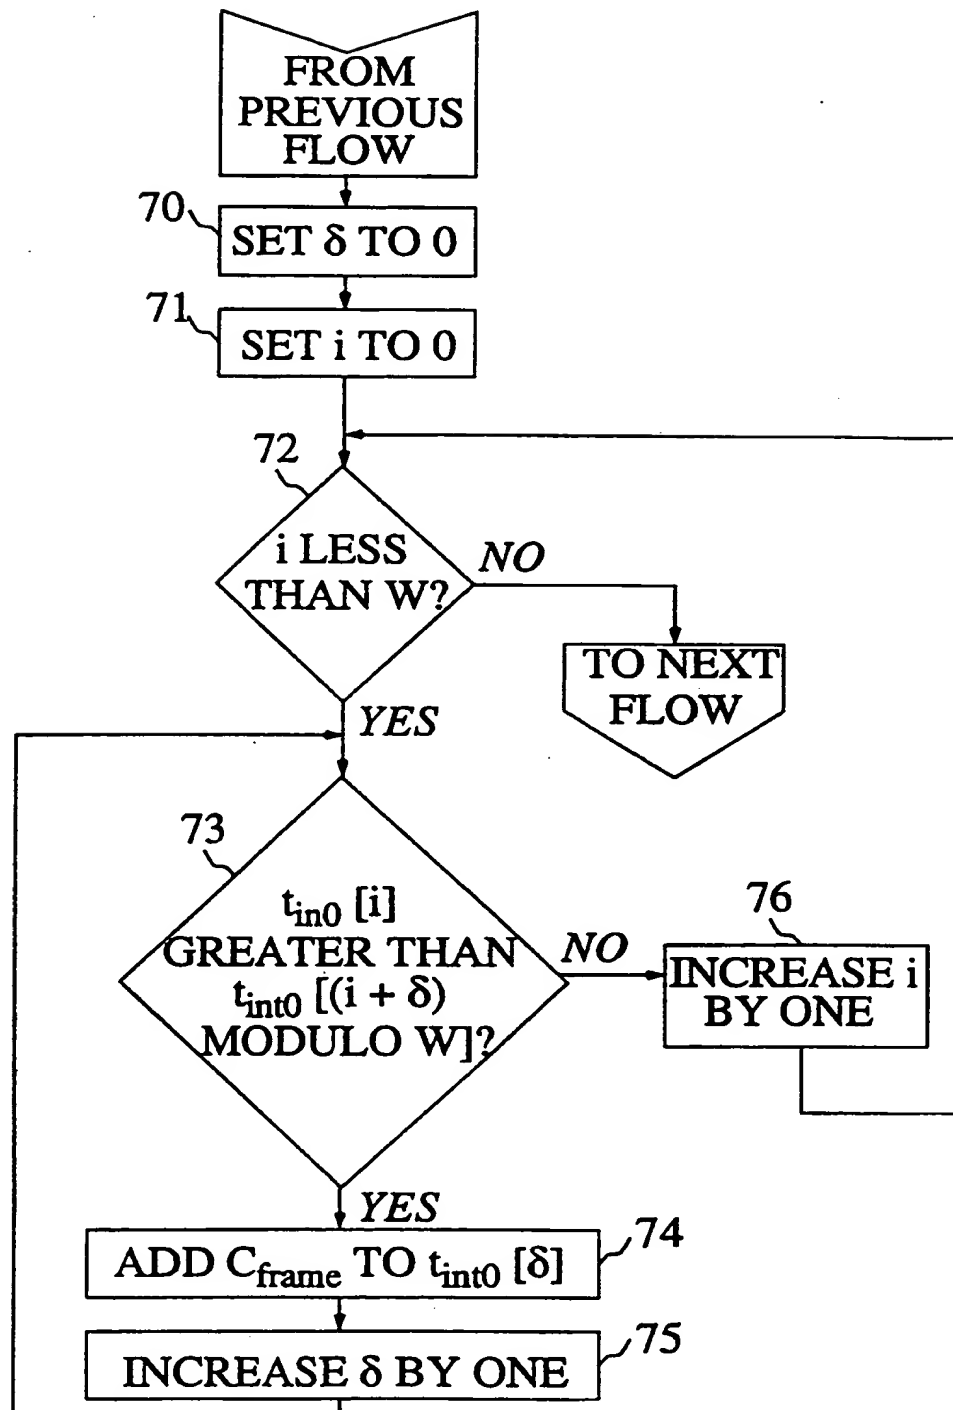 FROM
PREVIOUS
FLOW
70
SET δ TO 0
71
SET i TO 0
72
i LESS
THAN W?
NO
TO NEXT
FLOW
YES
73
t_in0 [i]
GREATER THAN
t_int0 [(i + δ)
MODULO W]?
NO
76
INCREASE i
BY ONE
YES
ADD C_frame TO t_int0 [δ]
74
INCREASE δ BY ONE
75